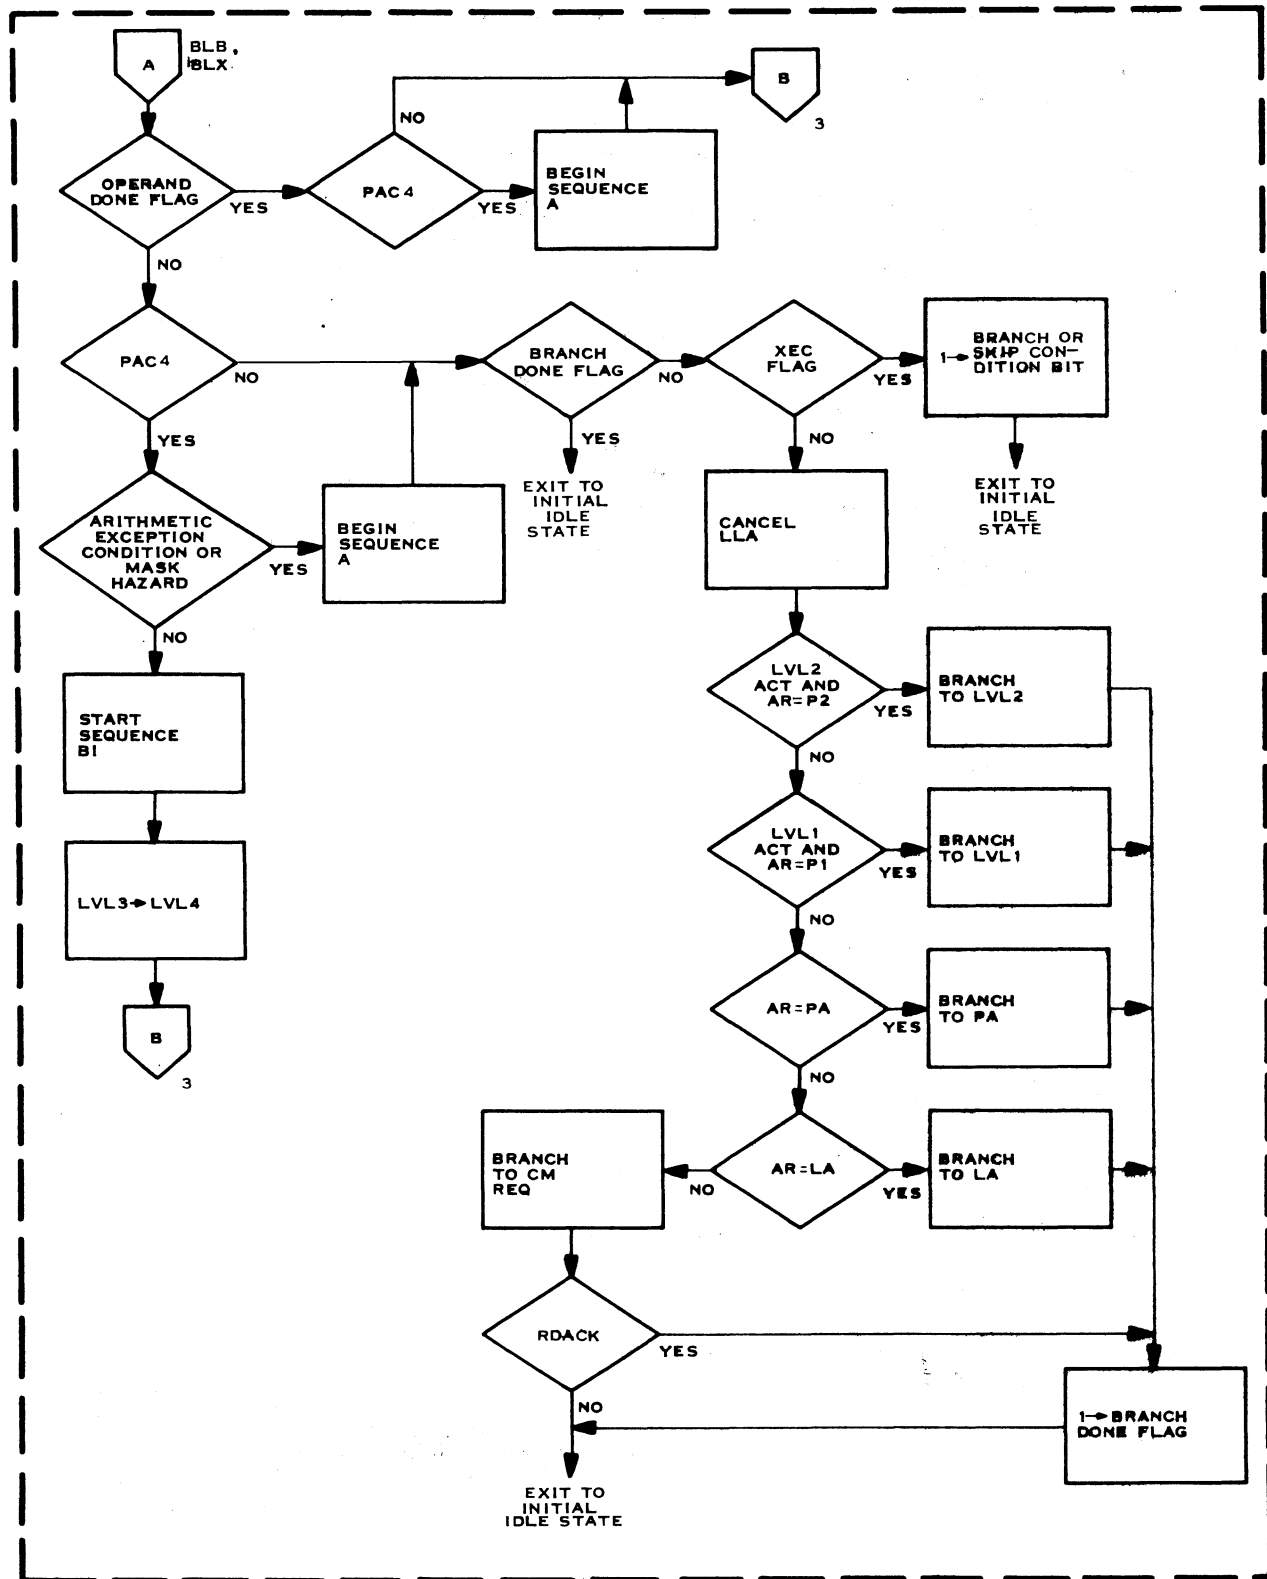 A
BLB,
BLX
B
3
NO
OPERAND
DONE FLAG
YES
PAC4
YES
BEGIN
SEQUENCE
A
NO
PAC4
NO
BRANCH
DONE FLAG
NO
XEC
FLAG
YES
BRANCH OR
1→ SKIP CON-
DITION BIT
YES
YES
NO
EXIT TO
INITIAL
IDLE
STATE
EXIT TO
INITIAL
IDLE
STATE
ARITHMETIC
EXCEPTION
CONDITION OR
MASK
HAZARD
YES
BEGIN
SEQUENCE
A
CANCEL
LLA
NO
START
SEQUENCE
B1
LVL2
ACT AND
AR=P2
YES
BRANCH
TO LVL2
NO
LVL3→LVL4
LVL1
ACT AND
AR=P1
YES
BRANCH
TO LVL1
NO
B
3
AR=PA
YES
BRANCH
TO PA
NO
BRANCH
TO CM
REQ
NO
AR=LA
YES
BRANCH
TO LA
RDACK
YES
NO
1→BRANCH
DONE FLAG
EXIT TO
INITIAL
IDLE STATE